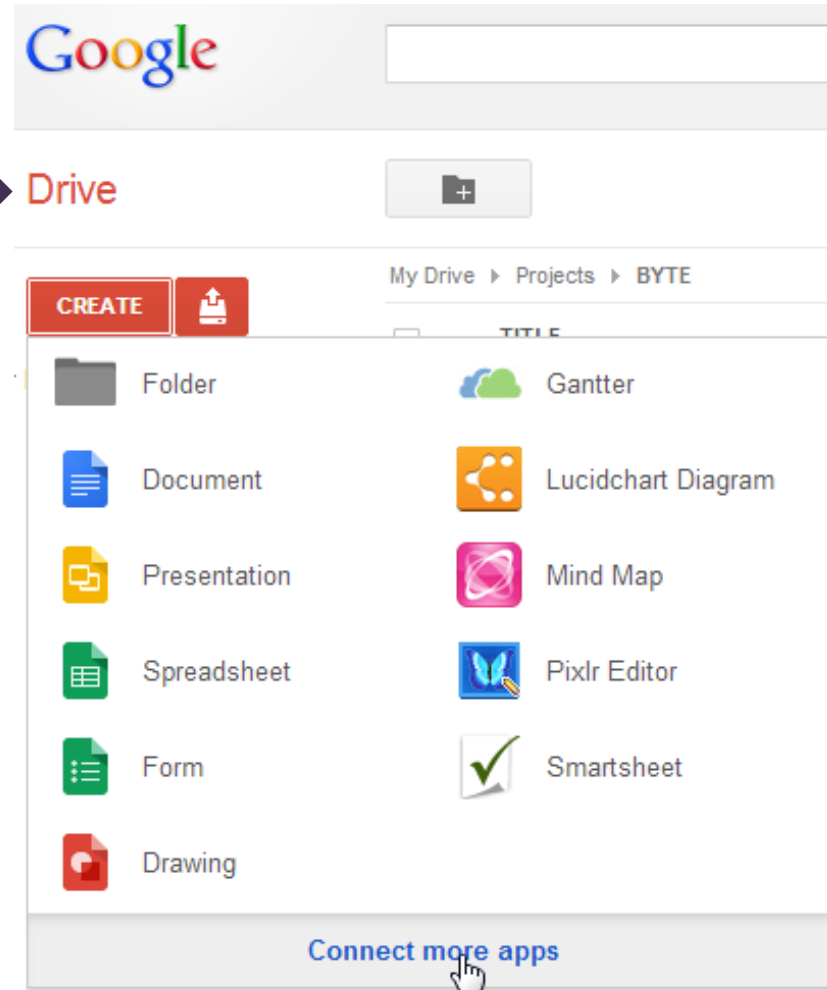 Google
Drive
My Drive Projects BYTE
CREATE
TITLE
Folder
Gantter
Document
Lucidchart Diagram
Presentation
Mind Map
Spreadsheet
Pixlr Editor
Form
Smartsheet
Drawing
Connect more apps